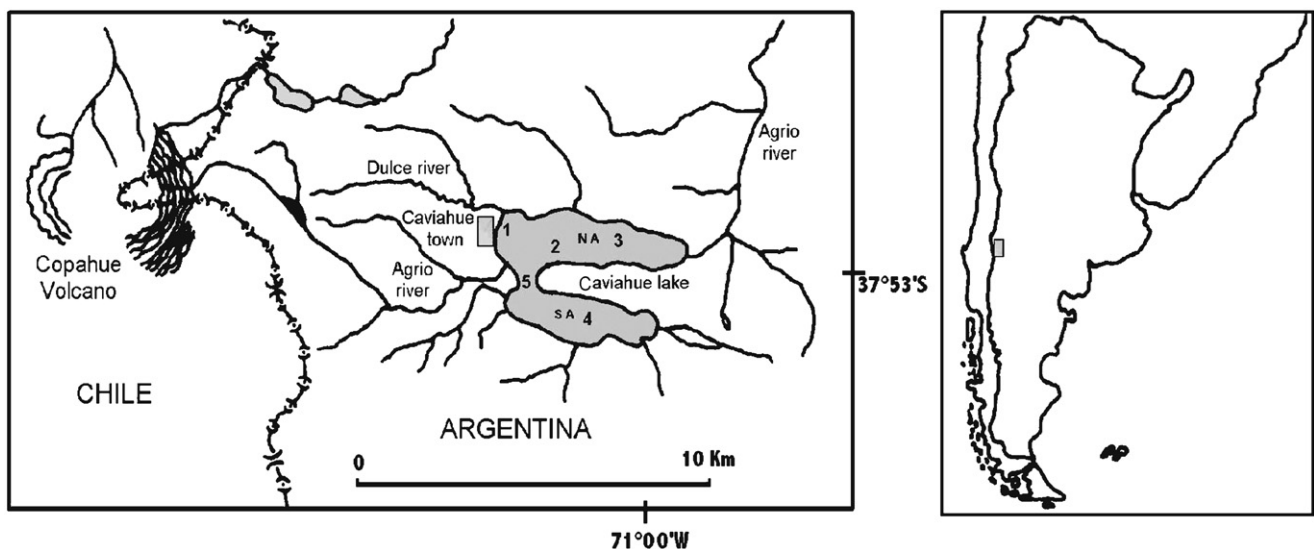 Agrio
river
Dulce river
Caviahue
town
1
2
NA
3
Copahue
Volcano
Agrio
river
5
Caviahue lake
37°53'S
SA
4
CHILE
ARGENTINA
0
10 Km
71°00'W